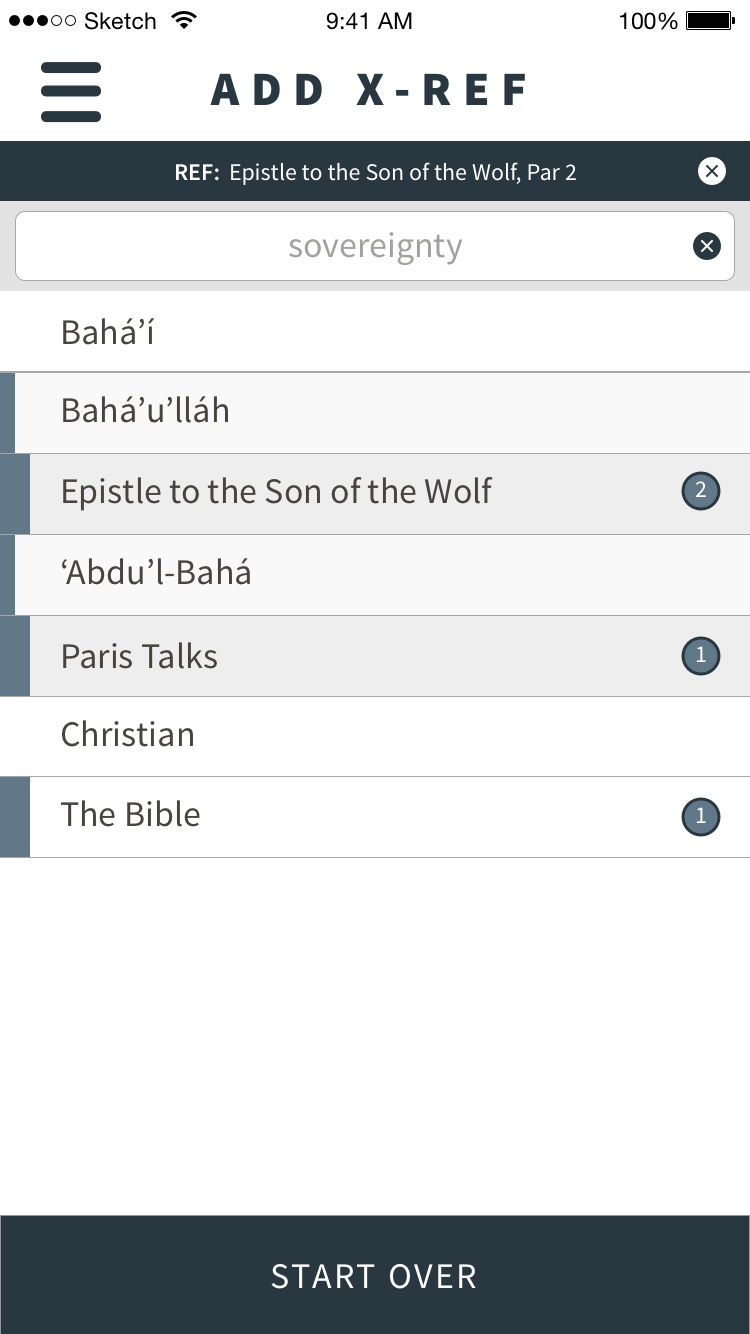 Sketch 9:41 AM 100%
ADD X-REF
REF: Epistle to the Son of the Wolf, Par 2
sovereignty
Bahá’í
Bahá’u’lláh
Epistle to the Son of the Wolf 2
‘Abdu’l-Bahá
Paris Talks 1
Christian
The Bible 1
START OVER